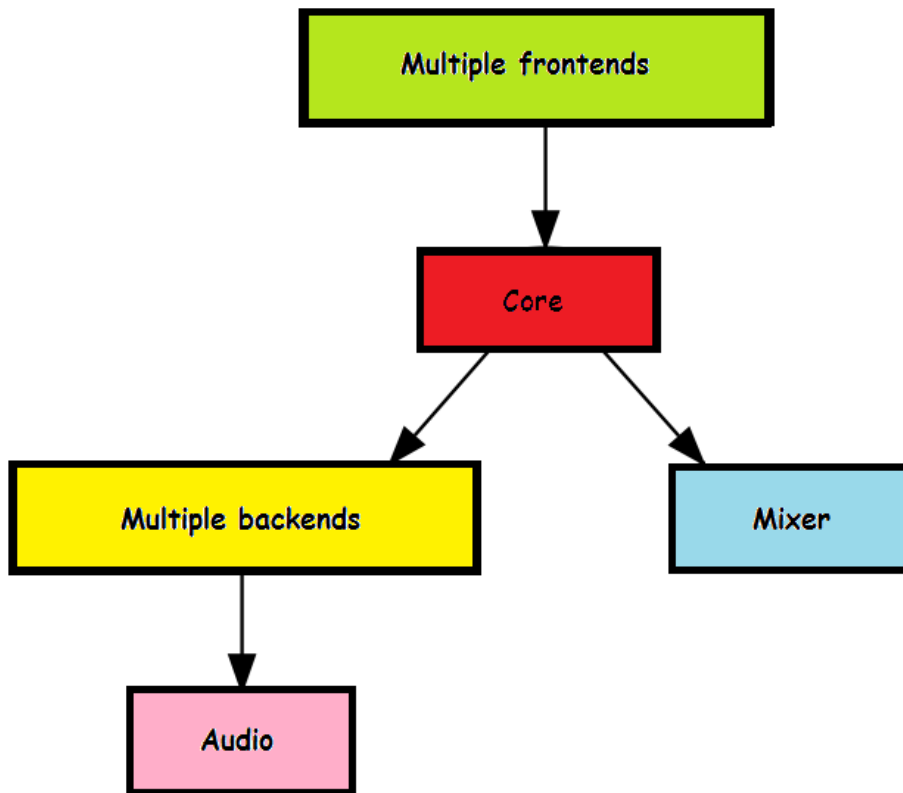 Multiple frontends
Core
Multiple backends
Mixer
Audio